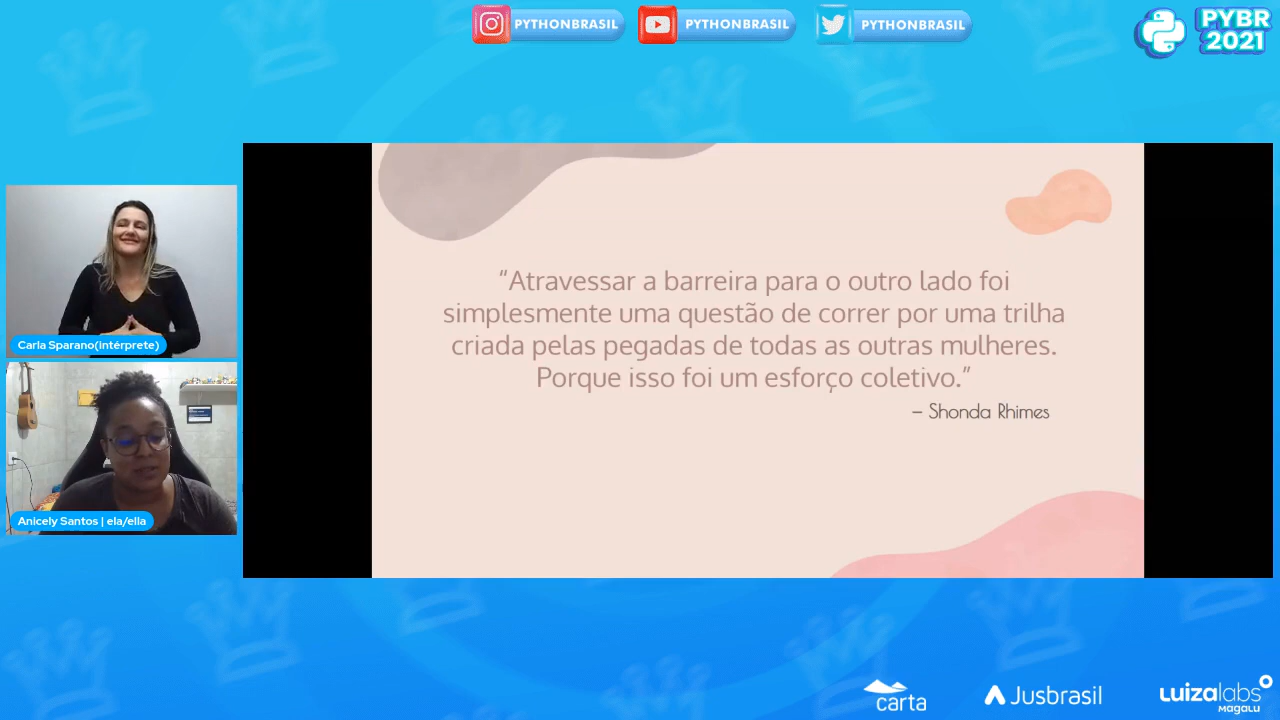 PYTHONBRASIL
PYTHONBRASIL
PYTHONBRASIL
PYBR
2021
“Atravessar a barreira para o outro lado foi
simplesmente uma questão de correr por uma trilha
criada pelas pegadas de todas as outras mulheres.
Porque isso foi um esforço coletivo.”
– Shonda Rhimes
Carla Sparano(intérprete)
Anicely Santos | ela/ella
carta
Jusbrasil
LUIZAlabs
MAGALU